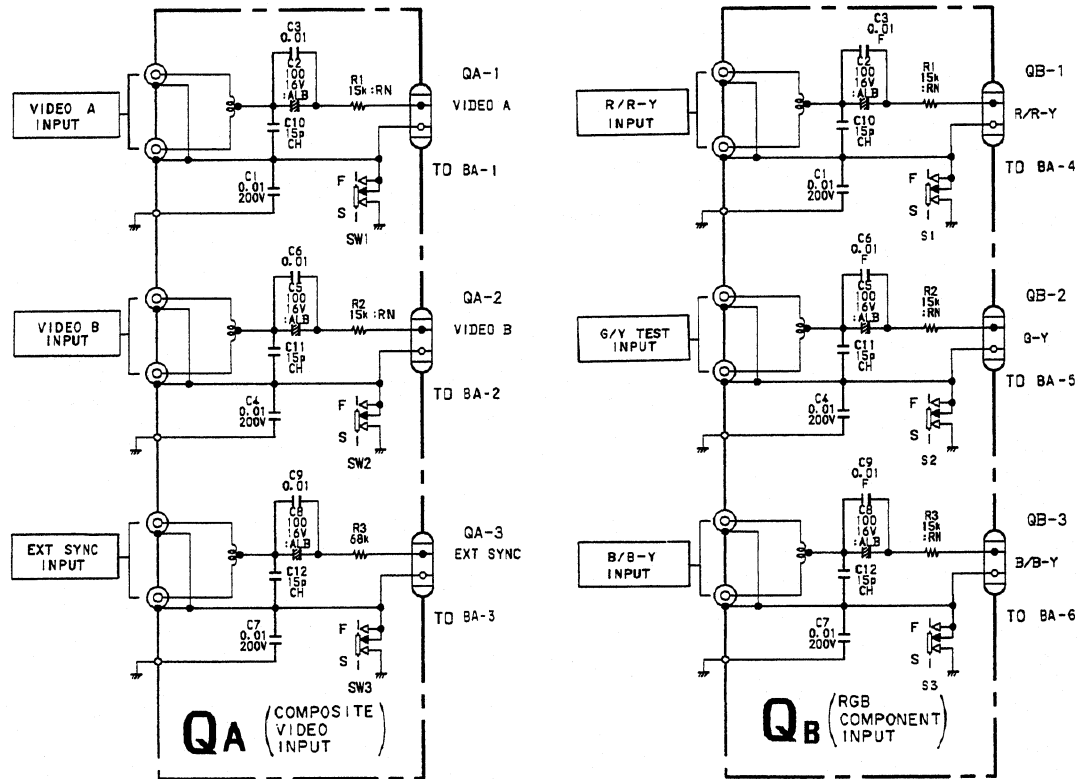 C3
0.01
C2
100
16V
:ALB
R1
15k :RN
QA-1
VIDEO A
VIDEO A
INPUT
C10
15p
CH
TO BA-1
C1
0.01
200V
F
S
SW1
C6
0.01
C5
100
16V
:ALB
R2
15k :RN
QA-2
VIDEO B
VIDEO B
INPUT
C11
15p
CH
TO BA-2
C4
0.01
200V
F
S
SW2
C9
0.01
C8
100
16V
:ALB
R3
68k
QA-3
EXT SYNC
EXT SYNC
INPUT
C12
15p
CH
TO BA-3
C7
0.01
200V
F
S
SW3
QA (COMPOSITE
VIDEO
INPUT)
C3
0.01
F
C2
100
16V
:ALB
R1
15k
:RN
QB-1
R/R-Y
R/R-Y
INPUT
C10
15p
CH
TO BA-4
C1
0.01
200V
F
S
S1
C6
0.01
F
C5
100
16V
:ALB
R2
15k
:RN
QB-2
G-Y
G/Y TEST
INPUT
C11
15p
CH
TO BA-5
C4
0.01
200V
F
S
S2
C9
0.01
F
C8
100
16V
:ALB
R3
15k
:RN
QB-3
B/B-Y
B/B-Y
INPUT
C12
15p
CH
TO BA-6
C7
0.01
200V
F
S
S3
QB (RGB
COMPONENT
INPUT)